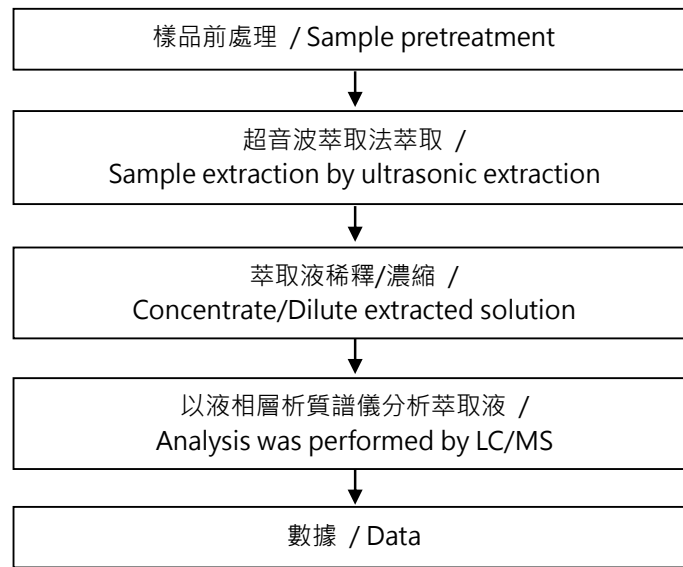 樣品前處理 / Sample pretreatment
超音波萃取法萃取 /
Sample extraction by ultrasonic extraction
萃取液稀釋/濃縮 /
Concentrate/Dilute extracted solution
以液相層析質譜儀分析萃取液 /
Analysis was performed by LC/MS
數據 / Data